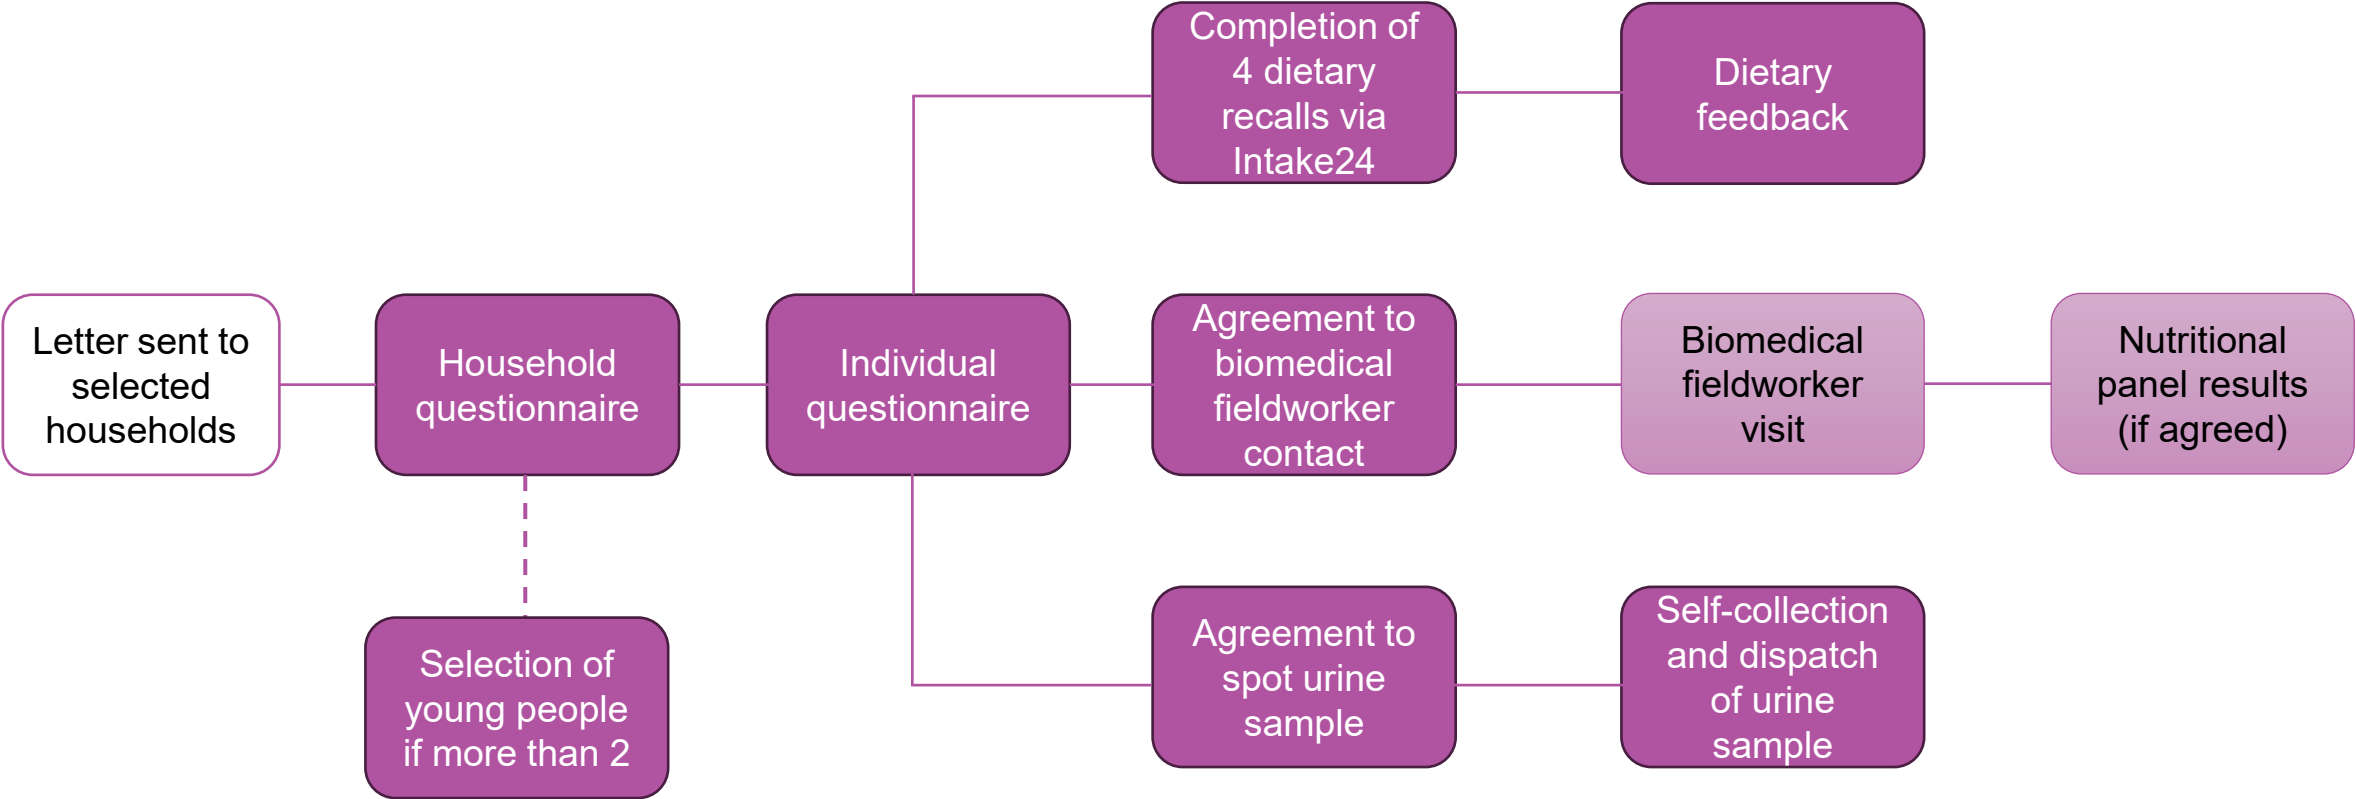 Completion of
4 dietary
recalls via
Intake24
Dietary
feedback
Letter sent to
selected
households
Household
questionnaire
Individual
questionnaire
Agreement to
biomedical
fieldworker
contact
Biomedical
fieldworker
visit
Nutritional
panel results
(if agreed)
Selection of
young people
if more than 2
Agreement to
spot urine
sample
Self-collection
and dispatch
of urine
sample